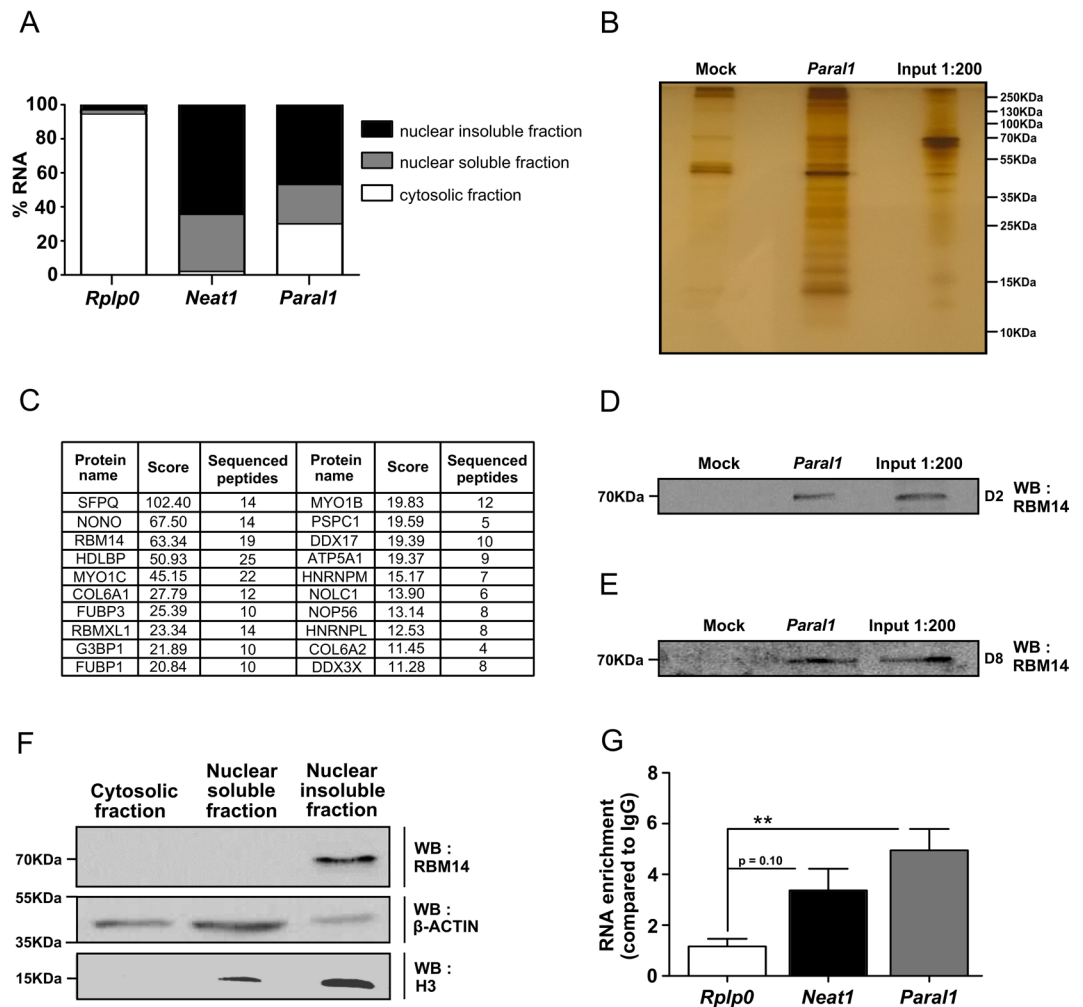 A
% RNA
100
80
60
40
20
0
Rplp0 Neat1 Paral1
nuclear insoluble fraction
nuclear soluble fraction
cytosolic fraction
B
Mock Paral1 Input 1:200
250KDa
130KDa
100KDa
70KDa
55KDa
35KDa
25KDa
15KDa
10KDa
C
Protein name Score Sequenced peptides Protein name Score Sequenced peptides
SFPQ 102.40 14 MYO1B 19.83 12
NONO 67.50 14 PSPC1 19.59 5
RBM14 63.34 19 DDX17 19.39 10
HDLBP 50.93 25 ATP5A1 19.37 9
MYO1C 45.15 22 HNRNPM 15.17 7
COL6A1 27.79 12 NOLC1 13.90 6
FUBP3 25.39 10 NOP56 13.14 8
RBMXL1 23.34 14 HNRNPL 12.53 8
G3BP1 21.89 10 COL6A2 11.45 4
FUBP1 20.84 10 DDX3X 11.28 8
D
Mock Paral1 Input 1:200
70KDa
D2
WB :
RBM14
E
Mock Paral1 Input 1:200
70KDa
D8
WB :
RBM14
F
Cytosolic
fraction
Nuclear
soluble
fraction
Nuclear
insoluble
fraction
70KDa
WB :
RBM14
55KDa
35KDa
WB :
β-ACTIN
15KDa
WB :
H3
G
RNA enrichment
(compared to IgG)
8
6
4
2
0
**
p = 0.10
Rplp0 Neat1 Paral1